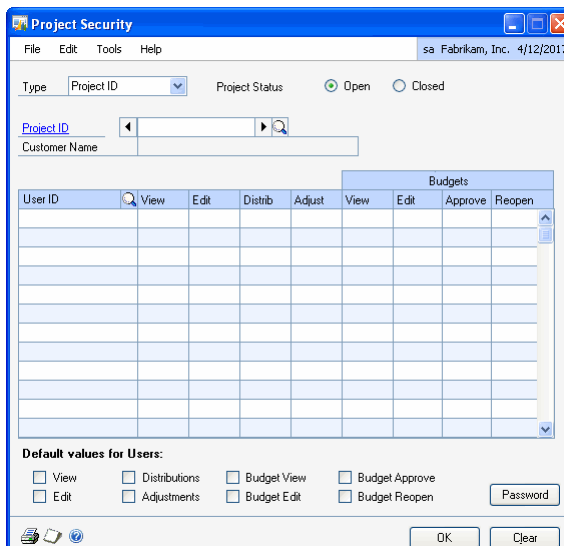 Project Security
File Edit Tools Help sa Fabrikam, Inc. 4/12/2017
Type Project ID Project Status Open Closed
Project ID
Customer Name
Budgets
User ID View Edit Distrib Adjust View Edit Approve Reopen
Default values for Users:
View Distributions Budget View Budget Approve
Edit Adjustments Budget Edit Budget Reopen Password
OK Clear